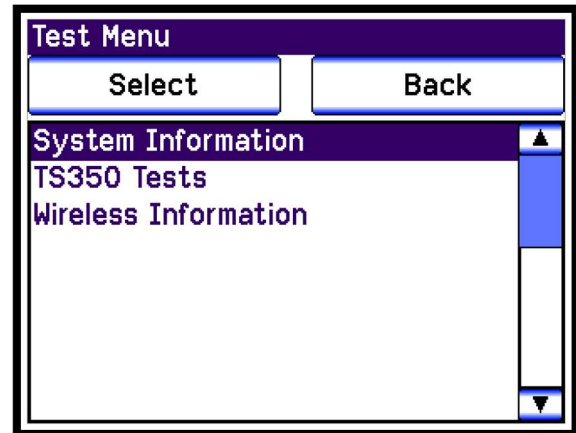 Test Menu
Select
Back
System Information
TS350 Tests
Wireless Information